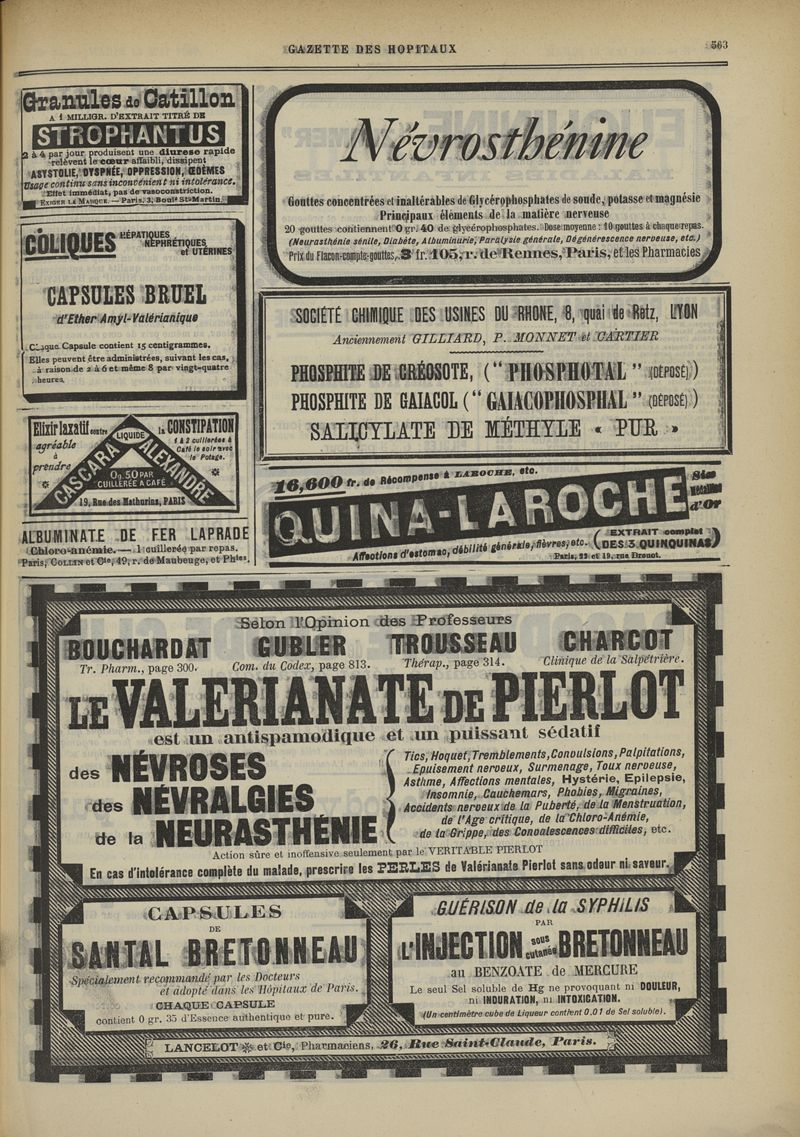 GAZETTE DES HOPITAUX
563
Granules de Catillon
A 1 MILLIGR. D'EXTRAIT TITRÉ DE
STROPHANTUS
2 à 4 par jour produisent une diurese rapide
relèvent le cœur affaibli, dissipent
ASYSTOLIE, DYSPNÉE, OPPRESSION, ŒDÈMES
Usage continu sans inconvénient ni intolérance.
Effet immédiat, pas de vasoconstriction.
EXIGER LA MARQUE. — PARIS, 3, Boulᵈ St-Martin.
COLIQUES HÉPATIQUES
NÉPHRÉTIQUES
et UTÉRINES
CAPSULES BRUEL
d'Ether Amyl-Valérianique
Chaque Capsule contient 15 centigrammes.
Elles peuvent être administrées, suivant les cas,
à raison de 2 à 6 et même 8 par vingt-quatre
heures.
Elixir laxatif contre la CONSTIPATION
agréable
à
prendre
LIQUIDE
1 à 2 cuillerées à
Café le soir avec
le Potage.
CASCARA ALEXANDRE
0g.50 PAR
CUILLERÉE A CAFÉ
19, Rue des Mathurins, PARIS
ALBUMINATE DE FER LAPRADE
Chloro-anémie. — 1 cuillerée par repas.
Paris, COLLIN et Cⁱᵉ, 49, r. de Maubeuge, et Phⁱᵉˢ.
Névrosthénine
Gouttes concentrées et inaltérables de Glycérophosphates de soude, potasse et magnésie
Principaux éléments de la matière nerveuse
20 gouttes contiennent 0 gr. 40 de glycérophosphates. Dose moyenne : 10 gouttes à chaque repas.
(Neurasthénie sénile, Diabète, Albuminurie, Paralysie générale, Dégénérescence nerveuse, etc.)
Prix du Flacon-compte-gouttes, 3 fr. 105, r. de Rennes, Paris, et les Pharmacies
SOCIÉTÉ CHIMIQUE DES USINES DU RHONE, 8, quai de Retz, LYON
Anciennement GILLIARD, P. MONNET et CARTIER
PHOSPHITE DE CRÉOSOTE, ("PHOSPHOTAL" (DÉPOSÉ))
PHOSPHITE DE GAIACOL ("GAIACOPHOSPHAL" (DÉPOSÉ))
SALICYLATE DE MÉTHYLE « PUR »
16,600 fr. de Récompense à LAROCHE, etc.
QUINA-LAROCHE
Six
Médailles
d'Or
Affections d'estomac, débilité générale, fièvres, etc.
(EXTRAIT complet
DES 3 QUINQUINAS)
Paris, 22 et 19, rue Drouot.
Selon l'Opinion des Professeurs
BOUCHARDAT GUBLER TROUSSEAU CHARCOT
Tr. Pharm., page 300. Com. du Codex, page 813. Thérap., page 314. Clinique de la Salpêtrière.
LE VALERIANATE DE PIERLOT
est un antispamodique et un puissant sédatif
des NÉVROSES
des NÉVRALGIES
de la NEURASTHÉNIE
Tics, Hoquet, Tremblements, Convulsions, Palpitations,
Epuisement nerveux, Surmenage, Toux nerveuse,
Asthme, Affections mentales, Hystérie, Epilepsie,
Insomnie, Cauchemars, Phobies, Migraines,
Accidents nerveux de la Puberté, de la Menstruation,
de l'Age critique, de la Chloro-Anémie,
de la Grippe, des Convalescences difficiles, etc.
Action sûre et inoffensive seulement par le VERITABLE PIERLOT
En cas d'intolérance complète du malade, prescrire les PERLES de Valérianate Pierlot sans odeur ni saveur.
CAPSULES
DE
SANTAL BRETONNEAU
Spécialement recommandé par les Docteurs
et adopté dans les Hôpitaux de Paris.
CHAQUE CAPSULE
contient 0 gr. 35 d'Essence authentique et pure.
GUÉRISON de la SYPHILIS
PAR
L'INJECTION sous cutanée BRETONNEAU
au BENZOATE de MERCURE
Le seul Sel soluble de Hg ne provoquant ni DOULEUR,
ni INDURATION, ni INTOXICATION.
(Un centimètre cube de Liqueur contient 0.01 de Sel soluble).
LANCELOT ✻ et Cⁱᵉ, Pharmaciens, 26, Rue Saint-Claude, Paris.